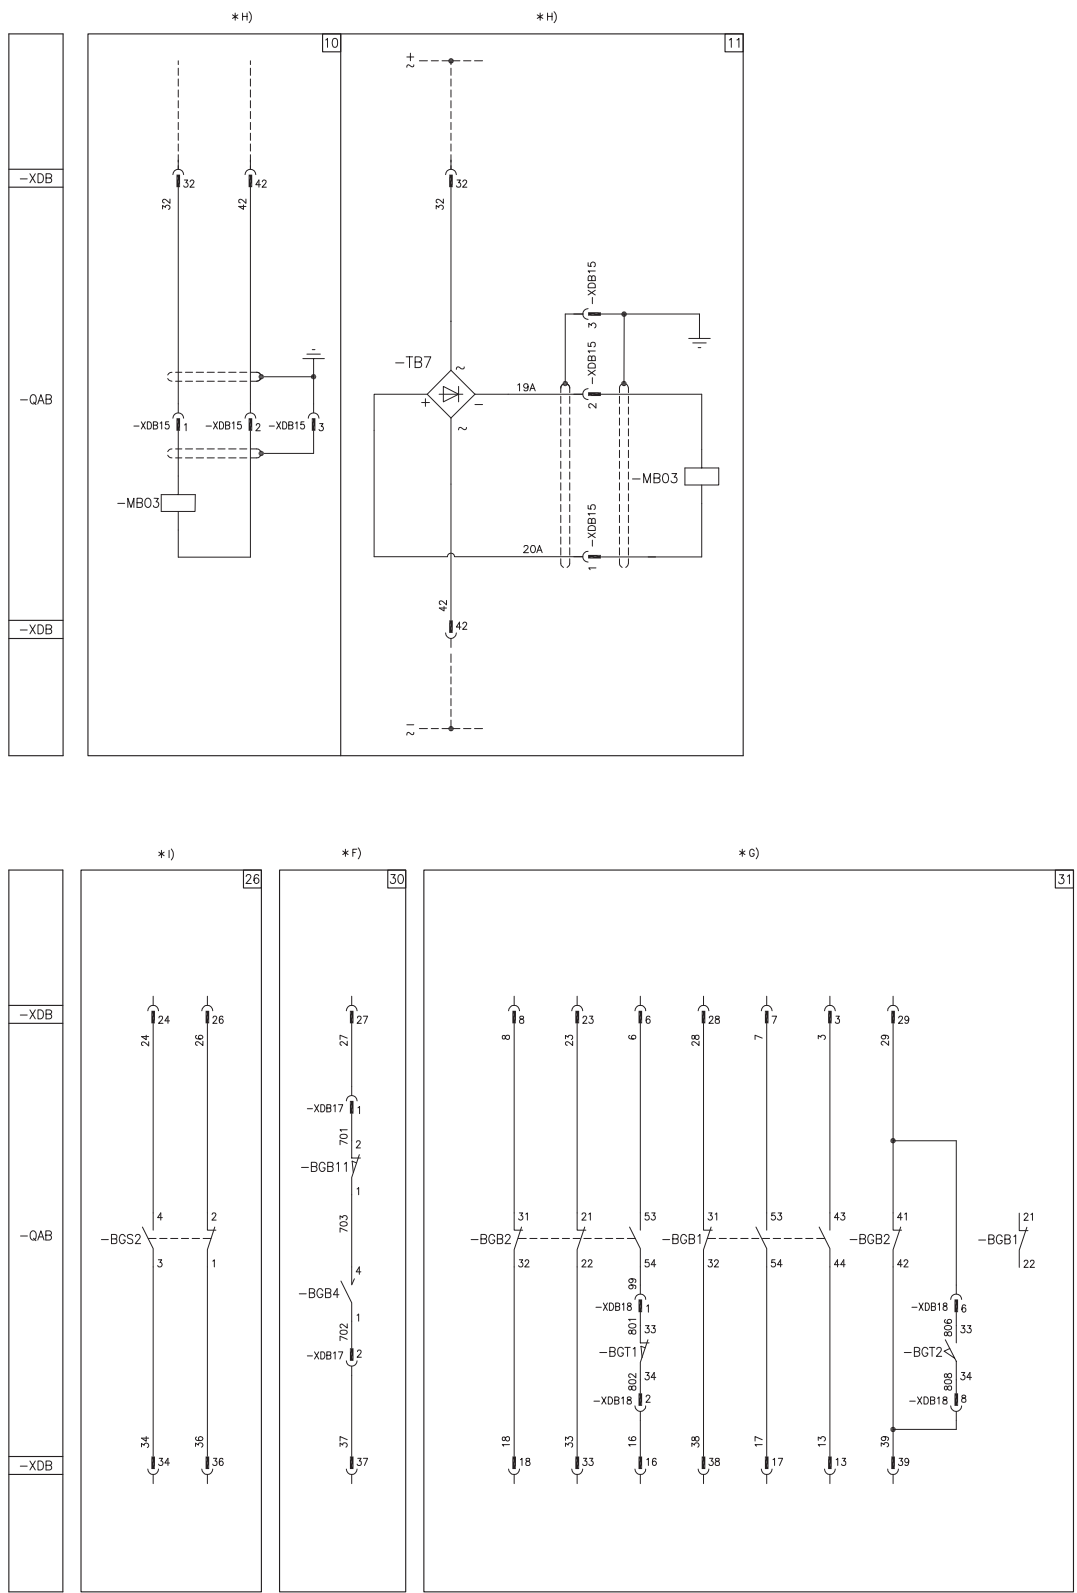 *H)
*H)
10
11
~+
-XDB
32
42
32
32
42
32
-XDB15
3
-TB7
-XDB15
~
+
-
~
19A
2
-QAB
-XDB15
1
-XDB15
2
-XDB15
3
-MB03
-MB03
-XDB15
20A
1
42
42
-XDB
~-
*I)
*F)
*G)
26
30
31
-XDB
24
26
27
8
23
6
28
7
3
29
24
26
27
8
23
6
28
7
3
29
-XDB17
1
701
2
-BGB11
1
703
-QAB
-BGS2
4
3
2
1
4
-BGB4
1
702
-XDB17
2
-BGB2
31
32
21
22
53
54
-BGB1
31
32
53
54
43
44
-BGB2
41
42
-BGB1
21
22
99
-XDB18
1
801
33
-BGT1
34
802
-XDB18
2
-XDB18
6
806
33
-BGT2
34
808
-XDB18
8
34
36
37
18
33
16
38
17
13
39
-XDB
34
36
37
18
33
16
38
17
13
39